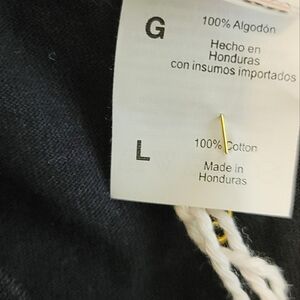 G
100% Algodón
Hecho en
Honduras
con insumos importados
L
100% Cotton
Made in
Honduras